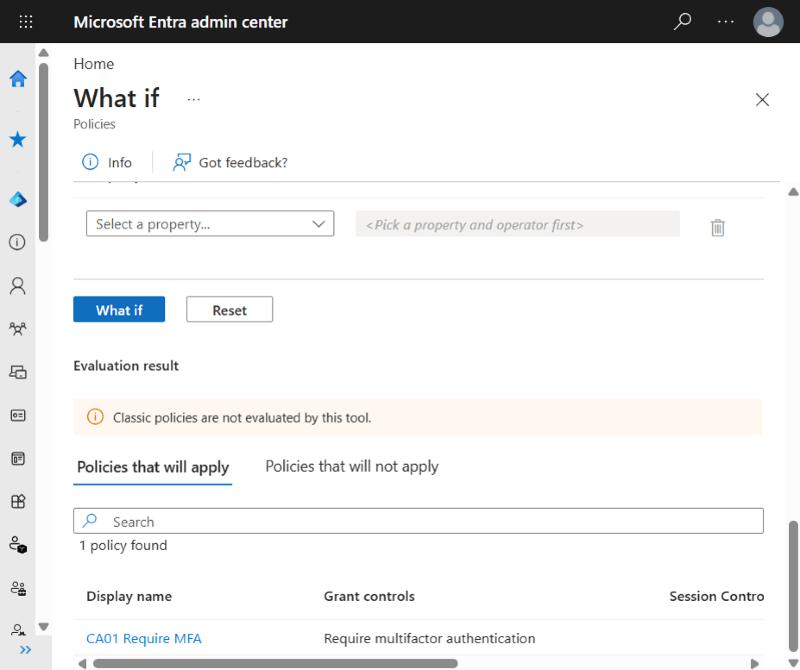 Microsoft Entra admin center
Home
What if
Policies
Info
Got feedback?
Select a property...
<Pick a property and operator first>
What if
Reset
Evaluation result
Classic policies are not evaluated by this tool.
Policies that will apply
Policies that will not apply
Search
1 policy found
Display name
Grant controls
Session Contro
CA01 Require MFA
Require multifactor authentication